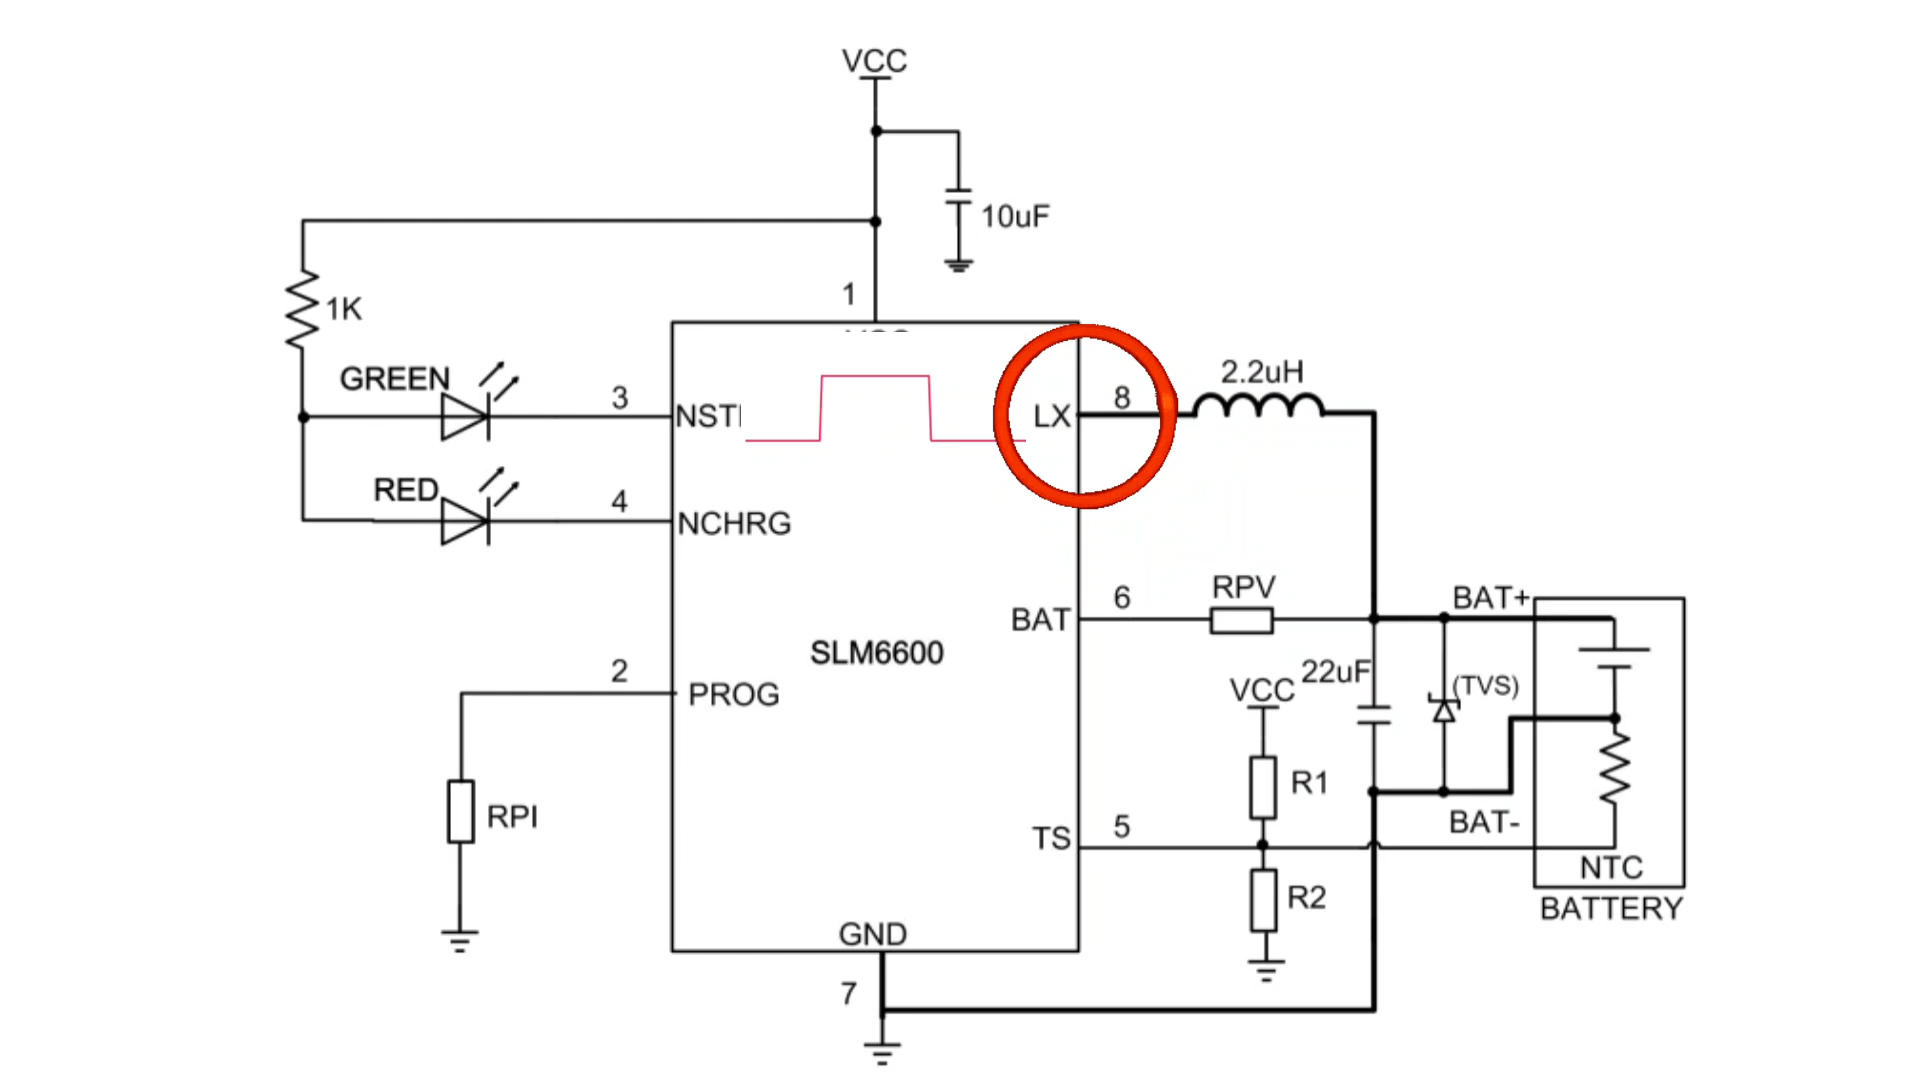 VCC
10uF
1
1K
GREEN
3
NST
LX
8
2.2uH
RED
4
NCHRG
BAT
6
RPV
BAT+
SLM6600
2
PROG
VCC
22uF
(TVS)
R1
RPI
TS
5
BAT-
NTC
R2
BATTERY
GND
7